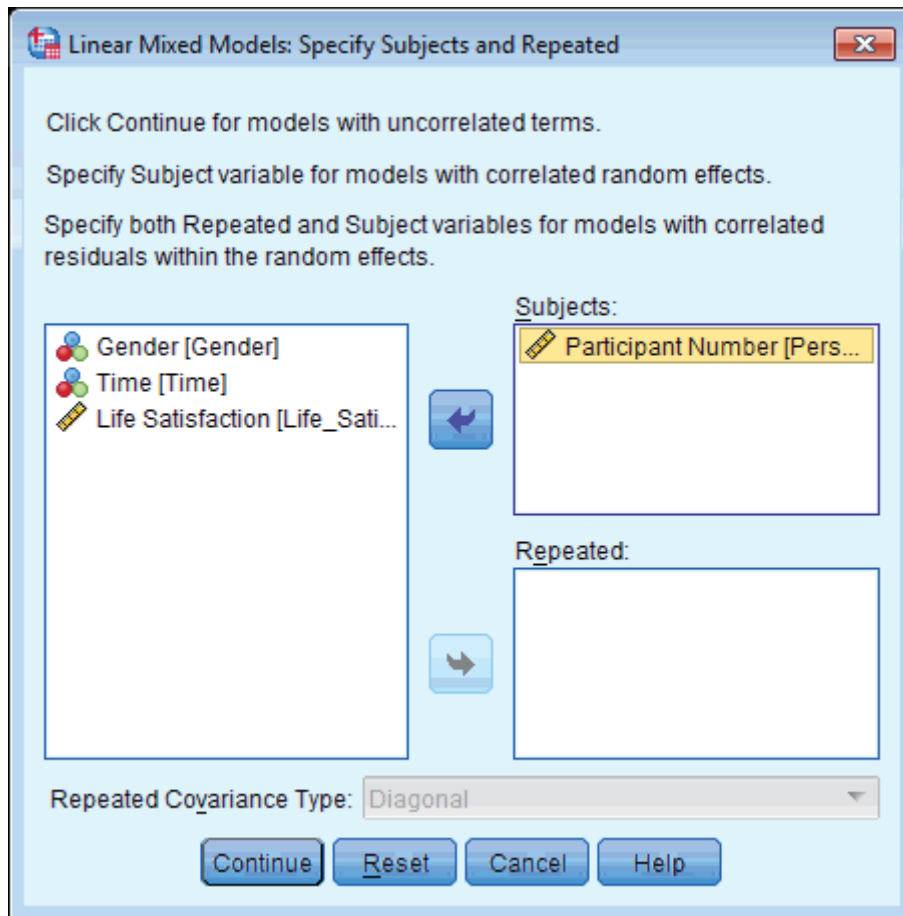 Linear Mixed Models: Specify Subjects and Repeated
Click Continue for models with uncorrelated terms.
Specify Subject variable for models with correlated random effects.
Specify both Repeated and Subject variables for models with correlated
residuals within the random effects.
Subjects:
Gender [Gender]
Time [Time]
Life Satisfaction [Life_Sati...
Participant Number [Pers...
Repeated:
Repeated Covariance Type: Diagonal
Continue Reset Cancel Help